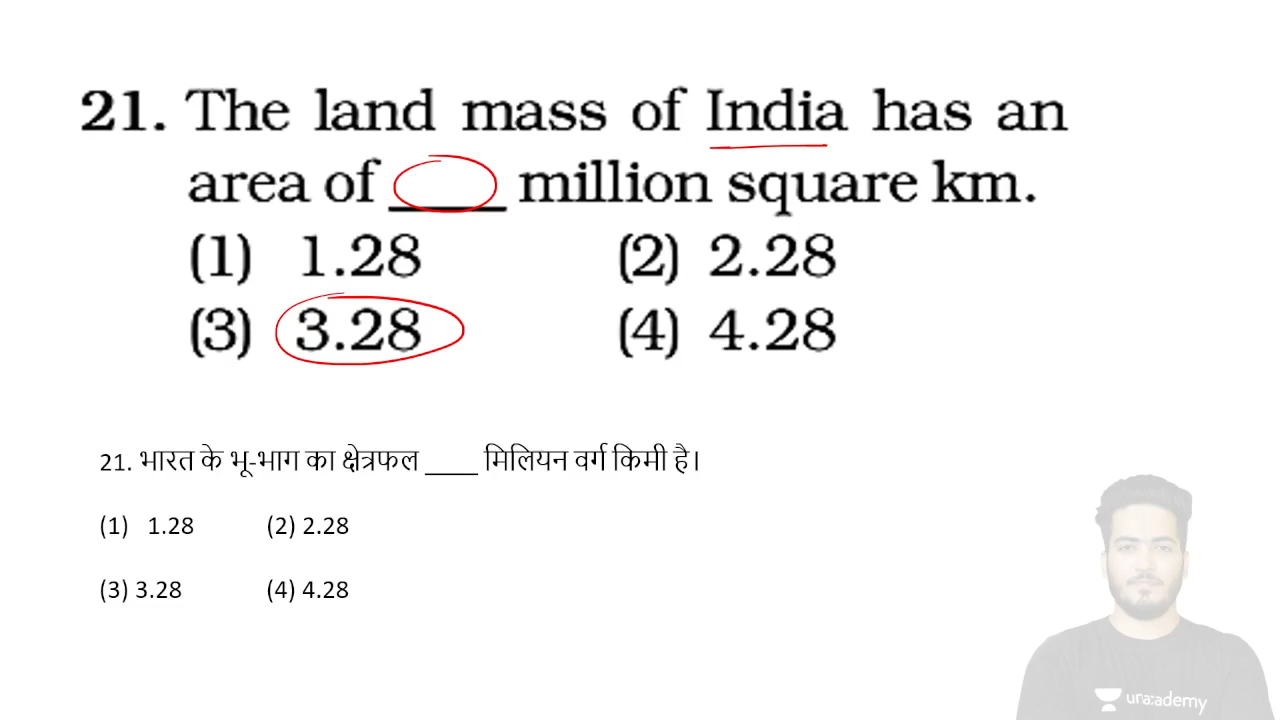 21. The land mass of India has an
area of ____ million square km.
(1) 1.28 (2) 2.28
(3) 3.28 (4) 4.28
21. भारत के भू-भाग का क्षेत्रफल ____ मिलियन वर्ग किमी है।
(1) 1.28 (2) 2.28
(3) 3.28 (4) 4.28
unacademy